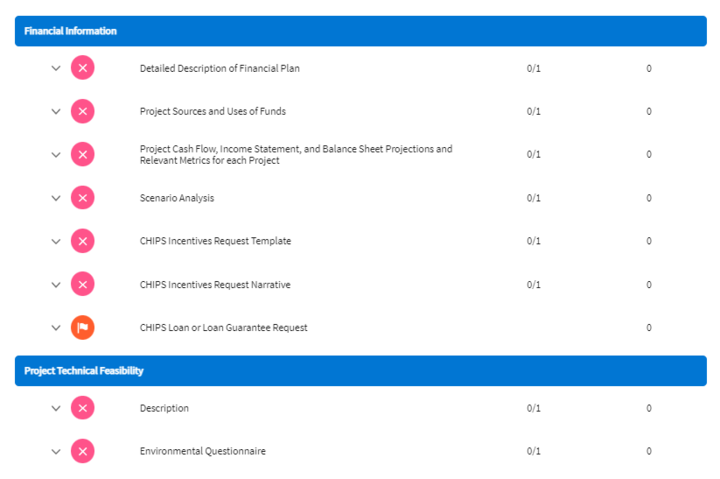 Financial Information
Detailed Description of Financial Plan 0/1 0
Project Sources and Uses of Funds 0/1 0
Project Cash Flow, Income Statement, and Balance Sheet Projections and
Relevant Metrics for each Project 0/1 0
Scenario Analysis 0/1 0
CHIPS Incentives Request Template 0/1 0
CHIPS Incentives Request Narrative 0/1 0
CHIPS Loan or Loan Guarantee Request 0
Project Technical Feasibility
Description 0/1 0
Environmental Questionnaire 0/1 0